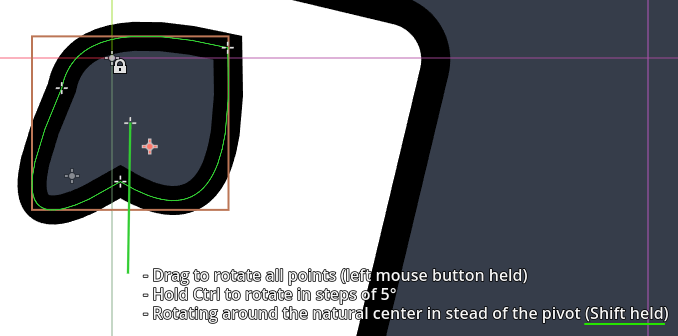 - Drag to rotate all points (left mouse button held)
- Hold Ctrl to rotate in steps of 5°
- Rotating around the natural center in stead of the pivot (Shift held)